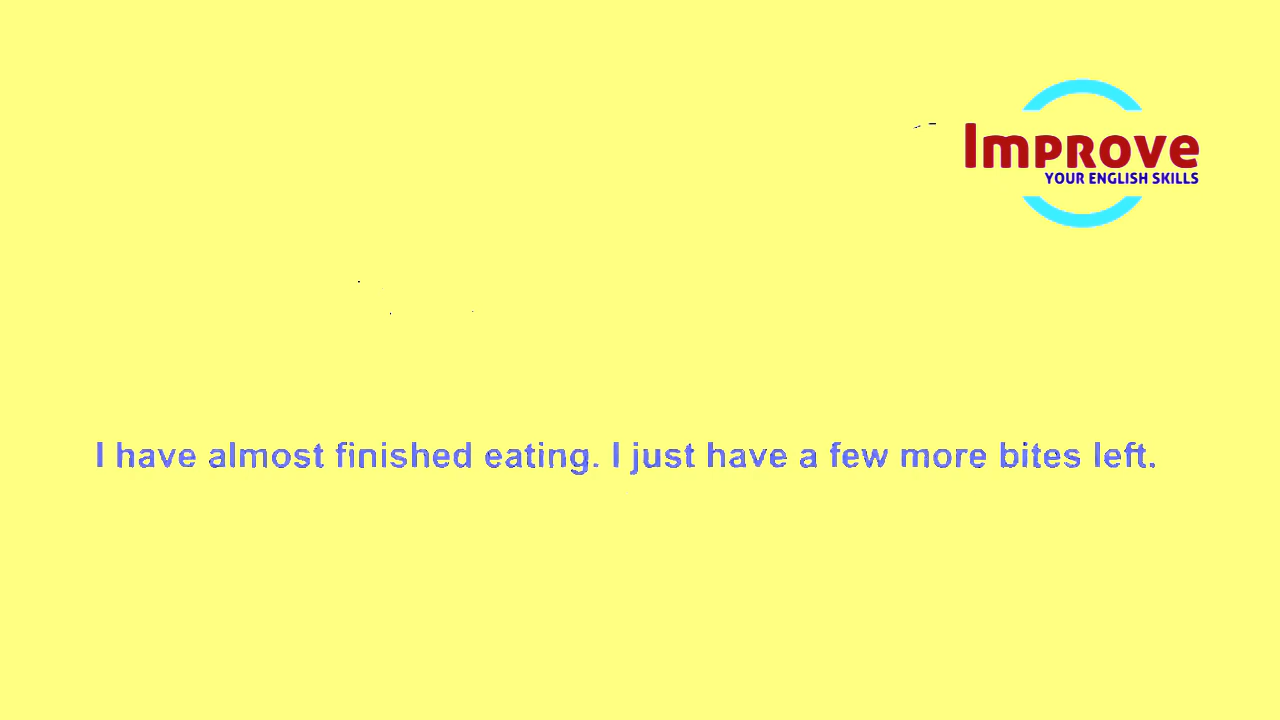 Improve
YOUR ENGLISH SKILLS
I have almost finished eating. I just have a few more bites left.